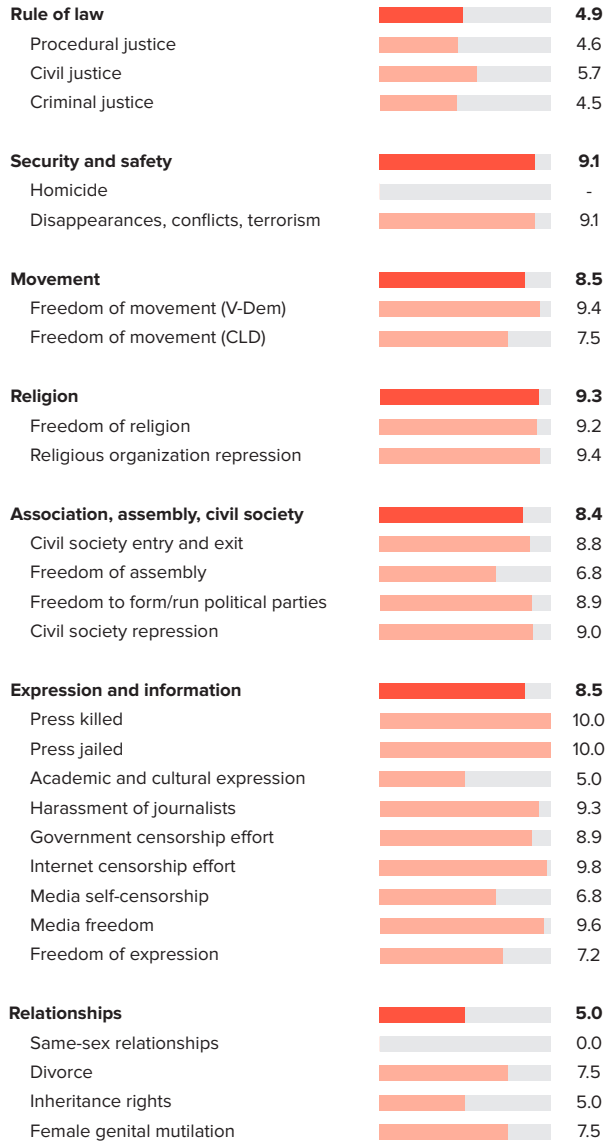 Rule of law 4.9
Procedural justice 4.6
Civil justice 5.7
Criminal justice 4.5
Security and safety 9.1
Homicide -
Disappearances, conflicts, terrorism 9.1
Movement 8.5
Freedom of movement (V-Dem) 9.4
Freedom of movement (CLD) 7.5
Religion 9.3
Freedom of religion 9.2
Religious organization repression 9.4
Association, assembly, civil society 8.4
Civil society entry and exit 8.8
Freedom of assembly 6.8
Freedom to form/run political parties 8.9
Civil society repression 9.0
Expression and information 8.5
Press killed 10.0
Press jailed 10.0
Academic and cultural expression 5.0
Harassment of journalists 9.3
Government censorship effort 8.9
Internet censorship effort 9.8
Media self-censorship 6.8
Media freedom 9.6
Freedom of expression 7.2
Relationships 5.0
Same-sex relationships 0.0
Divorce 7.5
Inheritance rights 5.0
Female genital mutilation 7.5